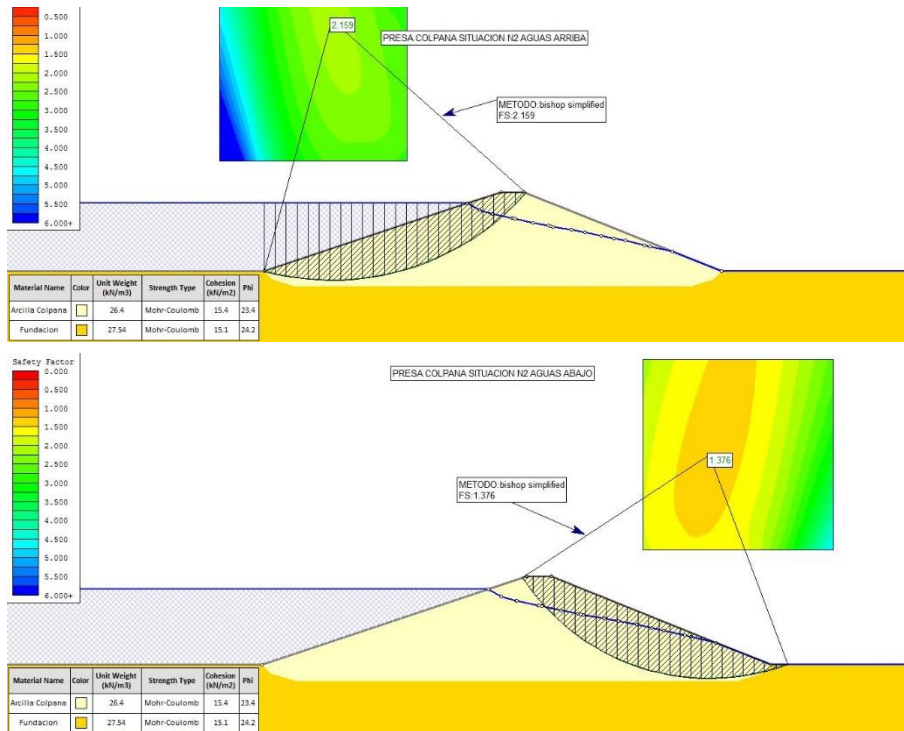 0.500
1.000
1.500
2.000
2.500
3.000
3.500
4.000
4.500
5.000
5.500
6.000+
2.159
PRESA COLPANA SITUACION N2 AGUAS ARRIBA
METODO:bishop simplified
FS:2.159
Material Name Color Unit Weight (kN/m3) Strength Type Cohesion (kN/m2) Phi
Arcilla Colpana 26.4 Mohr-Coulomb 15.4 23.4
Fundacion 27.54 Mohr-Coulomb 15.1 24.2
Safety Factor
0.000
0.500
1.000
1.500
2.000
2.500
3.000
3.500
4.000
4.500
5.000
5.500
6.000+
PRESA COLPANA SITUACION N2 AGUAS ABAJO
1.376
METODO:bishop simplified
FS:1.376
Material Name Color Unit Weight (kN/m3) Strength Type Cohesion (kN/m2) Phi
Arcilla Colpana 26.4 Mohr-Coulomb 15.4 23.4
Fundacion 27.54 Mohr-Coulomb 15.1 24.2